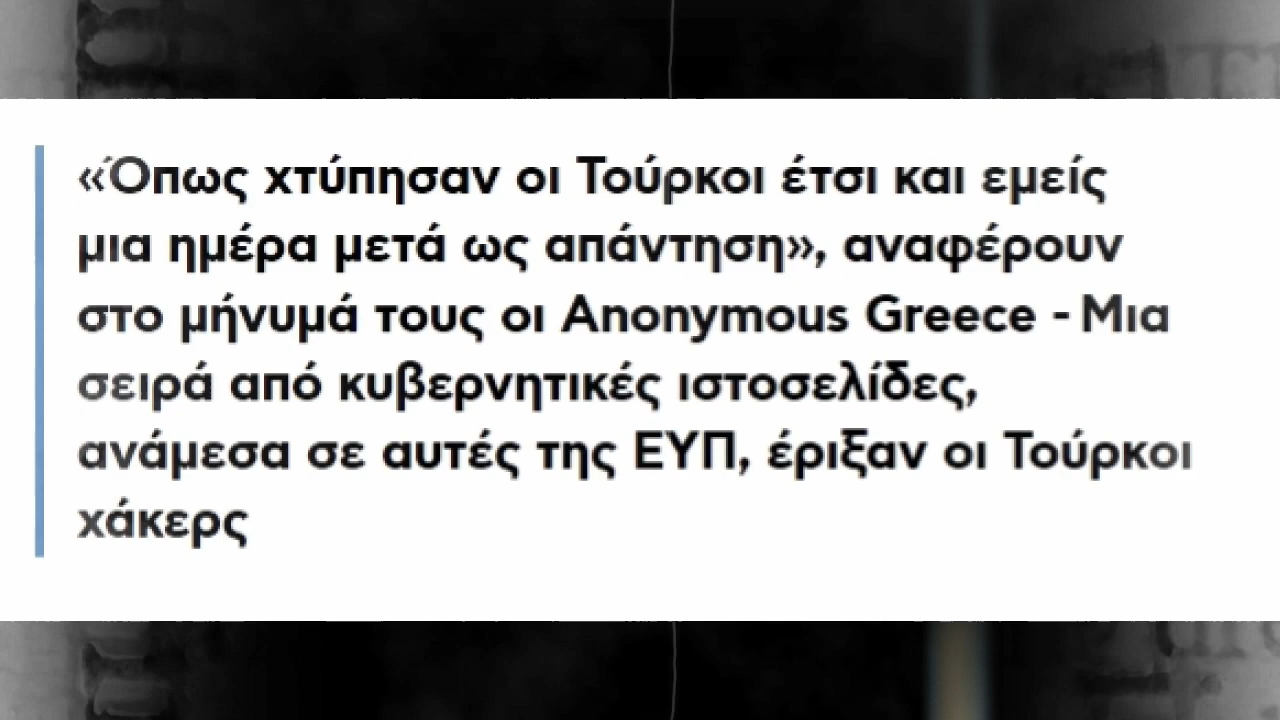 «Όπως χτύπησαν οι Τούρκοι έτσι και εμείς
μια ημέρα μετά ως απάντηση», αναφέρουν
στο μήνυμά τους οι Anonymous Greece - Μια
σειρά από κυβερνητικές ιστοσελίδες,
ανάμεσα σε αυτές της ΕΥΠ, έριξαν οι Τούρκοι
χάκερς